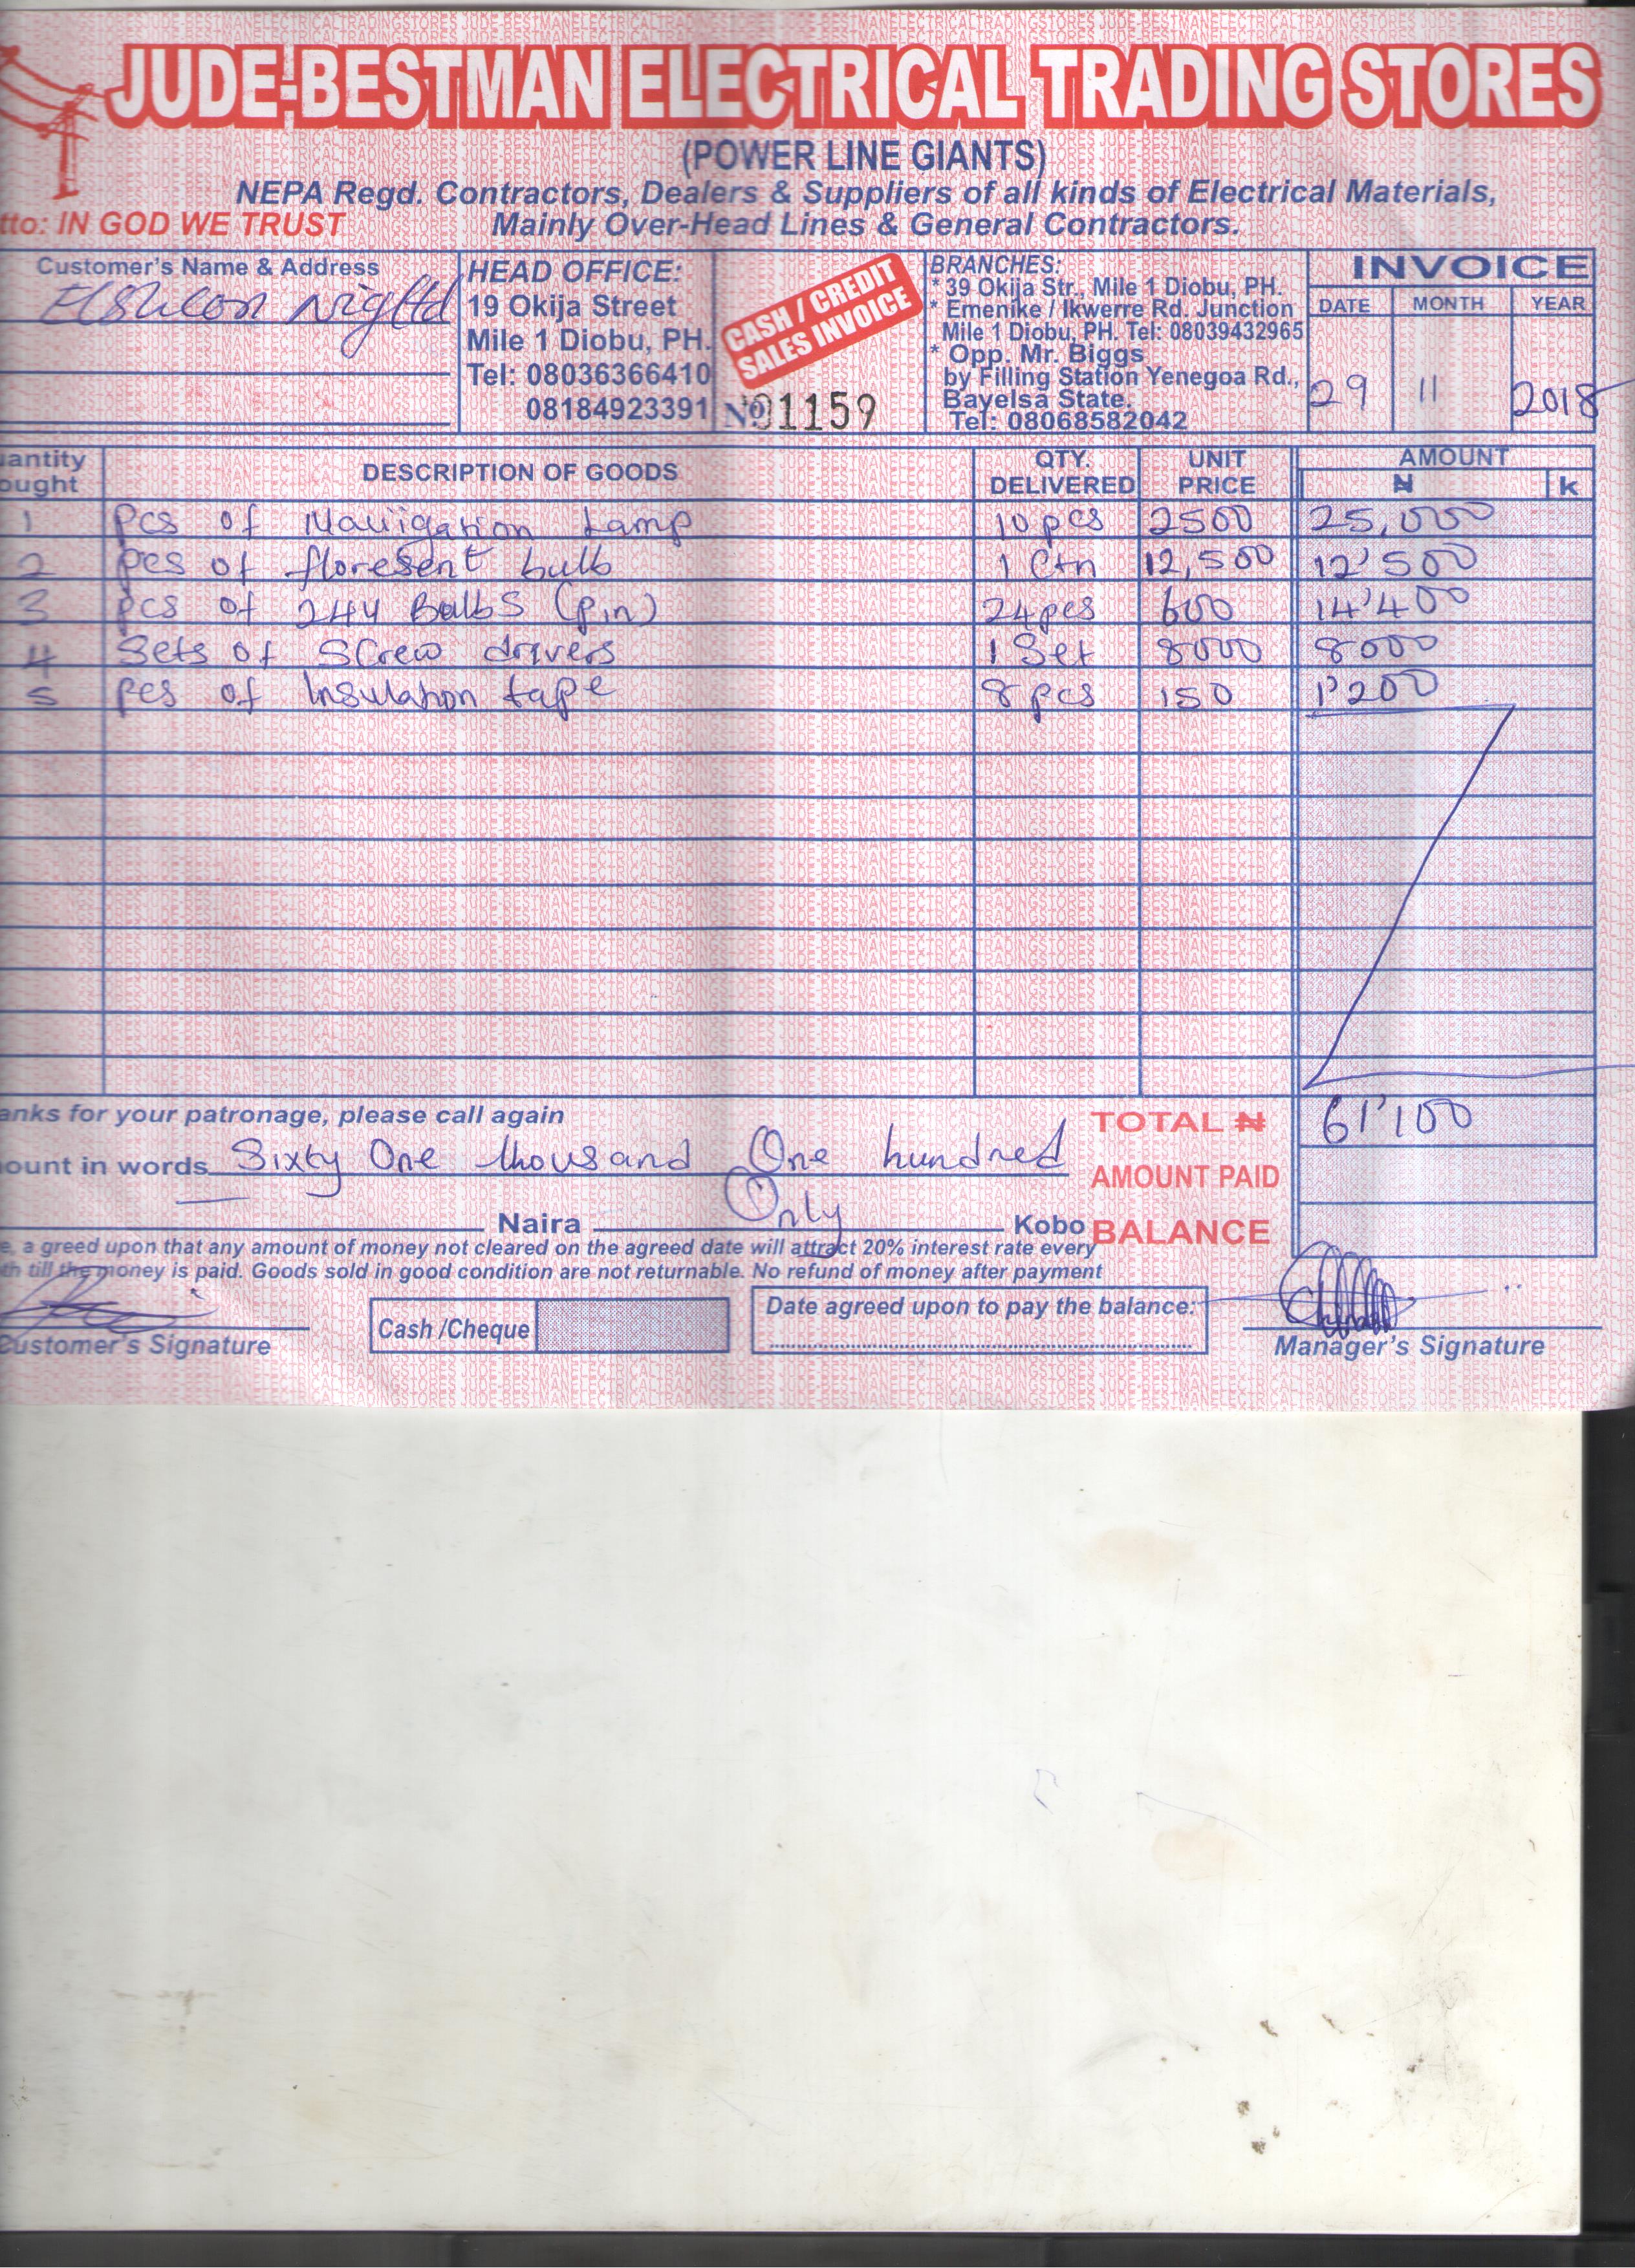 JUDE-BESTMAN ELECTRICAL TRADING STORES
(POWER LINE GIANTS)
NEPA Regd. Contractors, Dealers & Suppliers of all kinds of Electrical Materials,
tto: IN GOD WE TRUST Mainly Over-Head Lines & General Contractors.
Customer's Name & Address
Nig ltd
HEAD OFFICE:
19 Okija Street
Mile 1 Diobu, PH.
Tel: 08036366410
08184923391
CASH / CREDIT
SALES INVOICE
№ 01159
BRANCHES:
* 39 Okija Str., Mile 1 Diobu, PH.
* Emenike / Ikwerre Rd. Junction
Mile 1 Diobu, PH. Tel: 08039432965
* Opp. Mr. Biggs
by Filling Station Yenegoa Rd.,
Bayelsa State.
Tel: 08068582042
INVOICE
DATE MONTH YEAR
29 11 2018
antity
ought
DESCRIPTION OF GOODS
QTY.
DELIVERED
UNIT
PRICE
AMOUNT
₦ k
1 pcs of Naviigation Lamp 10 pcs 2500 25,000
2 pcs of floresent bulb 1 Ctn 12,500 12'500
3 pcs of 24V Bulbs (pin) 24pcs 600 14'400
4 Sets of Screw drivers 1 Set 8000 8000
5 pcs of Insulation tape 8 pcs 150 1'200
anks for your patronage, please call again
TOTAL ₦ 61'100
ount in words Sixty One thousand One hundred
AMOUNT PAID
Naira Only Kobo
BALANCE
e, a greed upon that any amount of money not cleared on the agreed date will attract 20% interest rate every
th till the money is paid. Goods sold in good condition are not returnable. No refund of money after payment
Customer's Signature
Cash /Cheque
Date agreed upon to pay the balance:
Manager's Signature